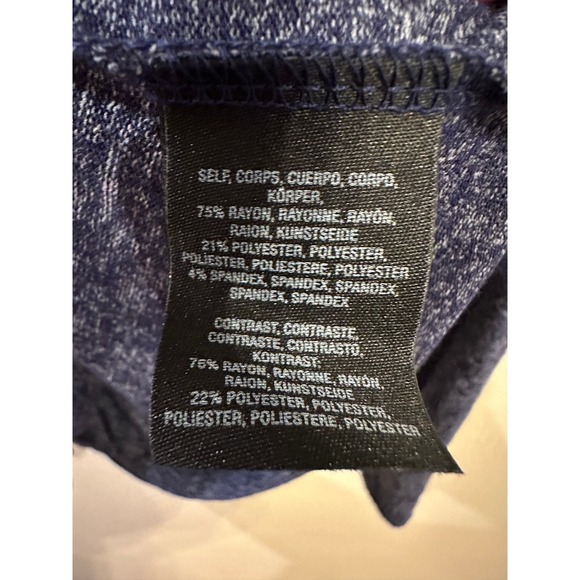 SELF, CORPS, CUERPO, CORPO,
KÖRPER,
75% RAYON, RAYONNE, RAYÓN,
RAION, KUNSTSEIDE
21% POLYESTER, POLYESTER,
POLIESTER, POLIESTERE, POLYESTER
4% SPANDEX, SPANDEX, SPANDEX,
SPANDEX, SPANDEX
CONTRAST, CONTRASTE,
CONTRASTE, CONTRASTO,
KONTRAST:
76% RAYON, RAYONNE, RAYÓN,
RAION, KUNSTSEIDE
22% POLYESTER, POLYESTER,
POLIESTER, POLIESTERE, POLYESTER